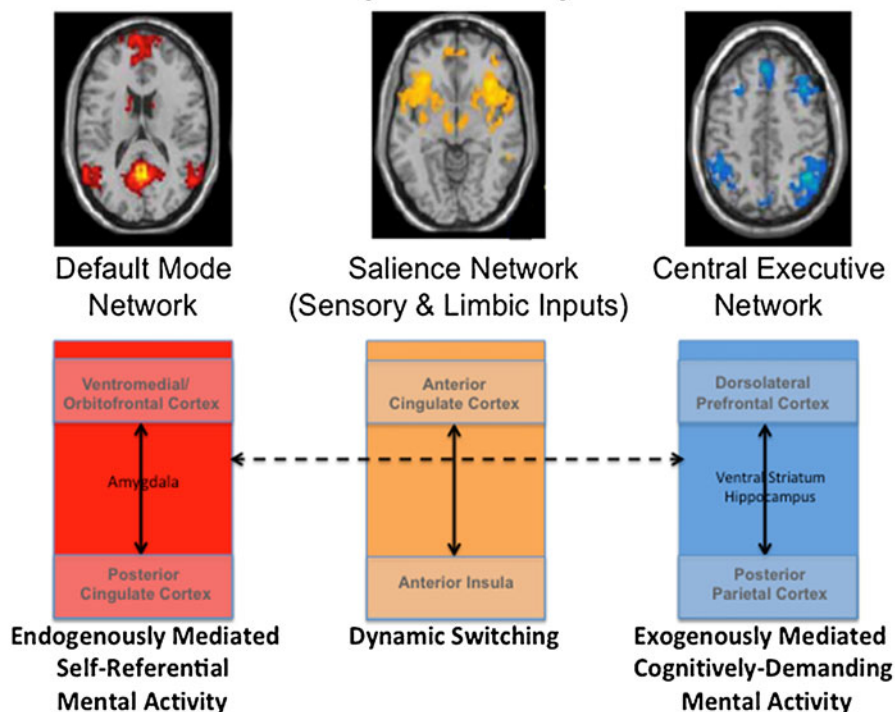 Default Mode
Network
Salience Network
(Sensory & Limbic Inputs)
Central Executive
Network
Ventromedial/
Orbitofrontal Cortex
Amygdala
Posterior
Cingulate Cortex
Endogenously Mediated
Self-Referential
Mental Activity
Anterior
Cingulate Cortex
Anterior Insula
Dynamic Switching
Dorsolateral
Prefrontal Cortex
Ventral Striatum
Hippocampus
Posterior
Parietal Cortex
Exogenously Mediated
Cognitively-Demanding
Mental Activity